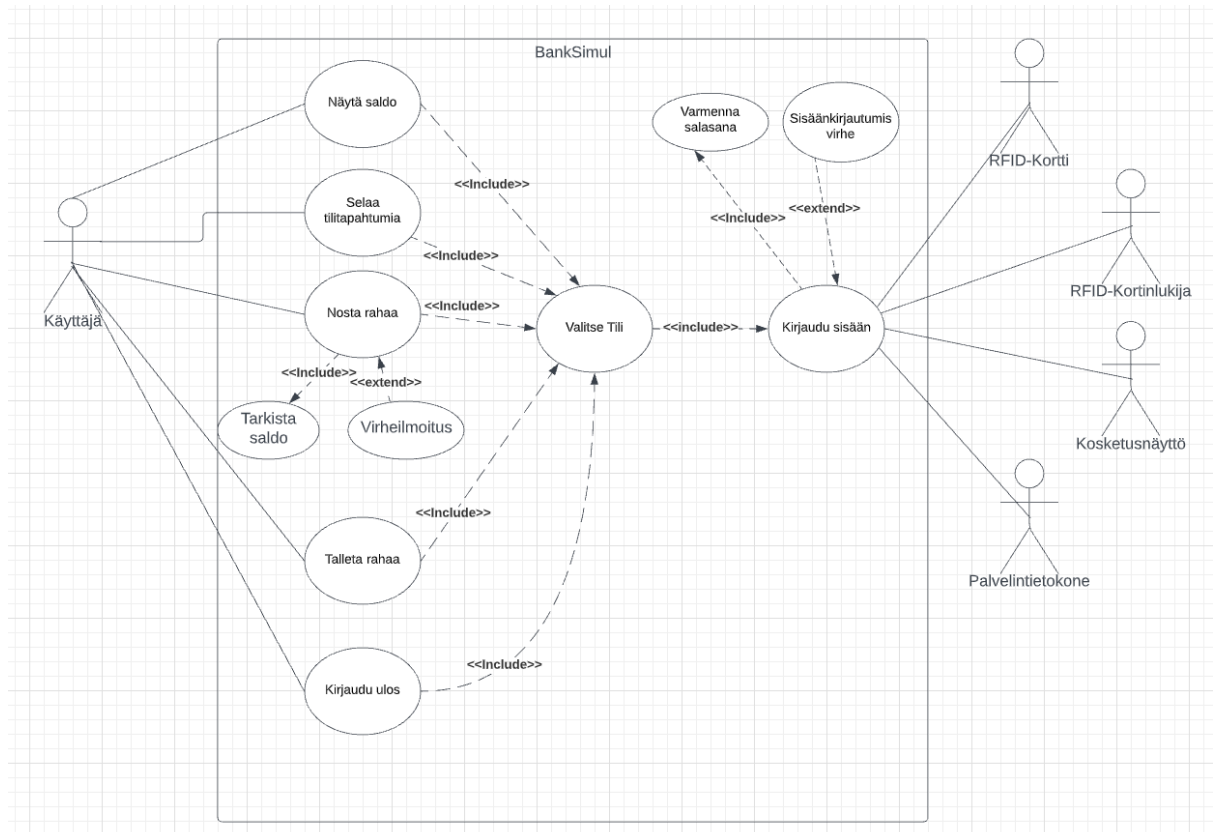 BankSimul
Näytä saldo
Varmenna
salasana
Sisäänkirjautumis
virhe
RFID-Kortti
<<Include>>
Selaa
tilitapahtumia
<<Include>>
<<extend>>
<<Include>>
RFID-Kortinlukija
Käyttäjä
Nosta rahaa
<<Include>>
Valitse Tili
<<include>>
Kirjaudu sisään
<<Include>>
<<extend>>
Tarkista
saldo
Virheilmoitus
Kosketusnäyttö
<<Include>>
Talleta rahaa
Palvelintietokone
<<Include>>
Kirjaudu ulos